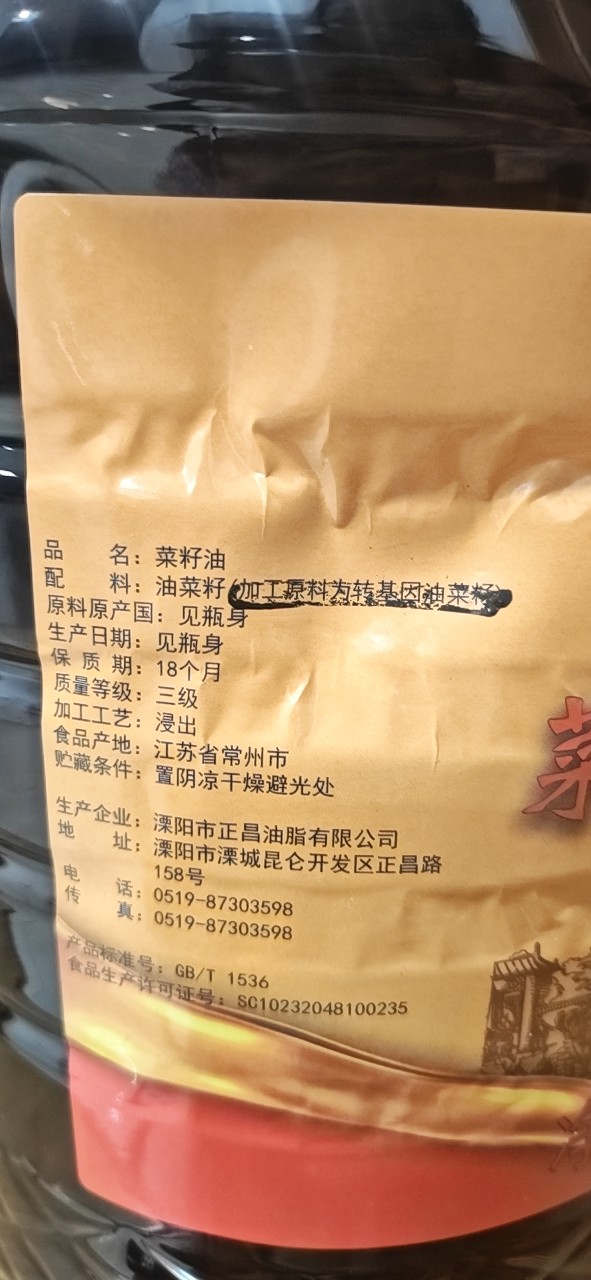 品名：菜籽油
配料：油菜籽(加工原料为转基因油菜籽)
原料原产国：见瓶身
生产日期：见瓶身
保质期：18个月
质量等级：三级
加工工艺：浸出
食品产地：江苏省常州市
贮藏条件：置阴凉干燥避光处
生产企业：溧阳市正昌油脂有限公司
地址：溧阳市溧城昆仑开发区正昌路
158号
电话：0519-87303598
传真：0519-87303598
产品标准号：GB/T 1536
食品生产许可证号：SC10232048100235
菜